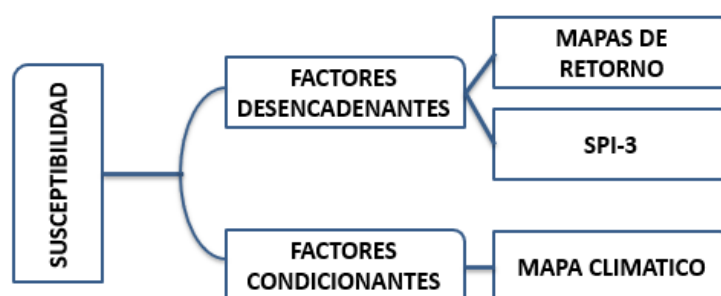 SUSCEPTIBILIDAD
FACTORES
DESENCADENANTES
MAPAS DE
RETORNO
SPI-3
FACTORES
CONDICIONANTES
MAPA CLIMATICO